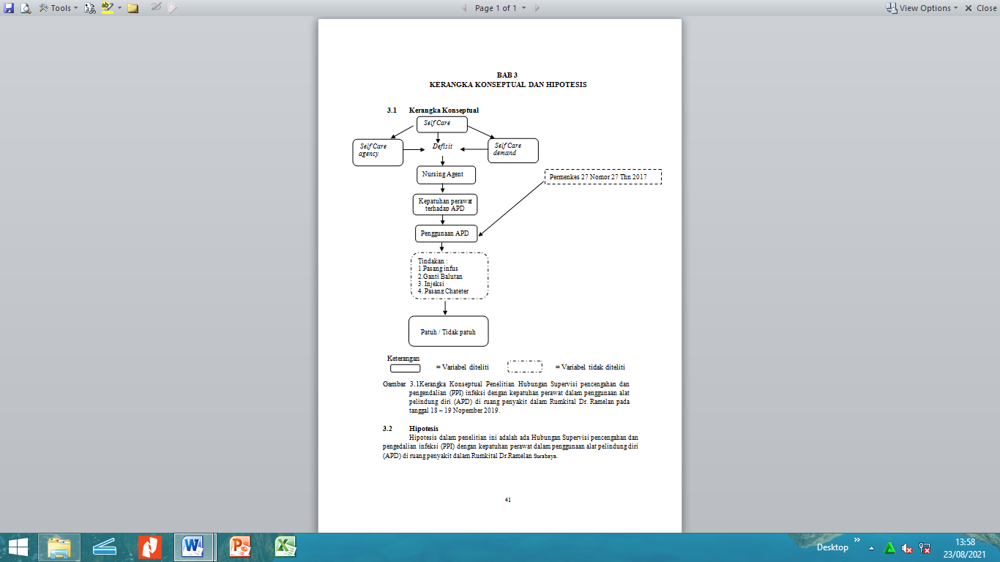 Tools
Page 1 of 1
View Options
Close
BAB 3
KERANGKA KONSEPTUAL DAN HIPOTESIS
3.1 Kerangka Konseptual
Self Care
Self Care
agency
Defisit
Self Care
demand
Nursing Agent
Permenkes 27 Nomor 27 Thn 2017
Kepatuhan perawat
terhadap APD
Penggunaan APD
Tindakan :
1.Pasang infus
2.Ganti Balutan
3. Injeksi
4. Pasang Chateter
Patuh / Tidak patuh
Keterangan
= Variabel diteliti
= Variabel tidak diteliti
Gambar 3.1Kerangka Konseptual Penelitian Hubungan Supervisi pencengahan dan
pengendalian (PPI) infeksi dengan kepatuhan perawat dalam penggunaan alat
pelindung diri (APD) di ruang penyakit dalam Rumkital Dr. Ramelan pada
tanggal 18 – 19 Nopember 2019.
3.2 Hipotesis
Hipotesis dalam penelitian ini adalah ada Hubungan Supervisi pencengahan dan
pengedalian infeksi (PPI) dengan kepatuhan perawat dalam penggunaan alat pelindung diri
(APD) di ruang penyakit dalam Rumkital Dr.Ramelan Surabaya.
41
Desktop
13:58
23/08/2021